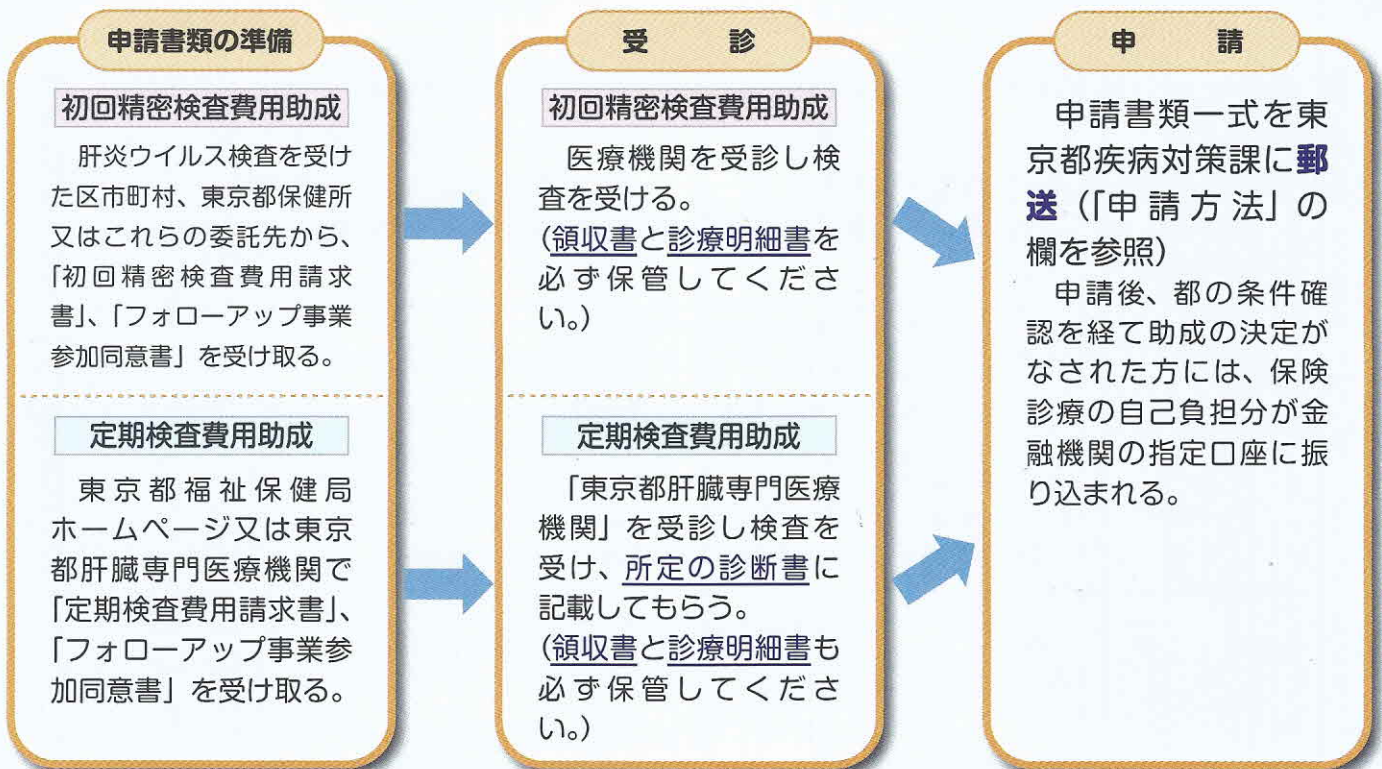 申請書類の準備
初回精密検査費用助成
肝炎ウイルス検査を受け
た区市町村、東京都保健所
又はこれらの委託先から、
「初回精密検査費用請求
書」、「フォローアップ事業
参加同意書」を受け取る。
定期検査費用助成
東京都福祉保健局
ホームページ又は東京
都肝臓専門医療機関で
「定期検査費用請求書」、
「フォローアップ事業参
加同意書」を受け取る。
受診
初回精密検査費用助成
医療機関を受診し検
査を受ける。
（領収書と診療明細書を
必ず保管してくださ
い。）
定期検査費用助成
「東京都肝臓専門医療
機関」を受診し検査を
受け、所定の診断書に
記載してもらう。
（領収書と診療明細書も
必ず保管してくださ
い。）
申請
申請書類一式を東
京都疾病対策課に郵
送（「申請方法」の
欄を参照）
申請後、都の条件確
認を経て助成の決定が
なされた方には、保険
診療の自己負担分が金
融機関の指定口座に振
り込まれる。